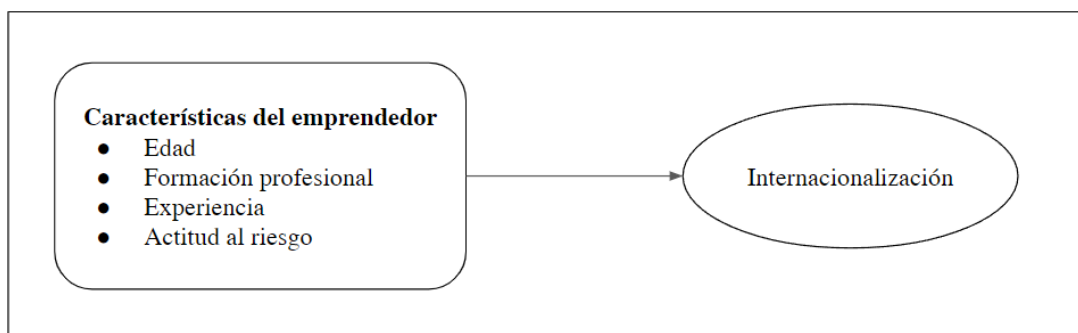 Características del emprendedor
● Edad
● Formación profesional
● Experiencia
● Actitud al riesgo
Internacionalización